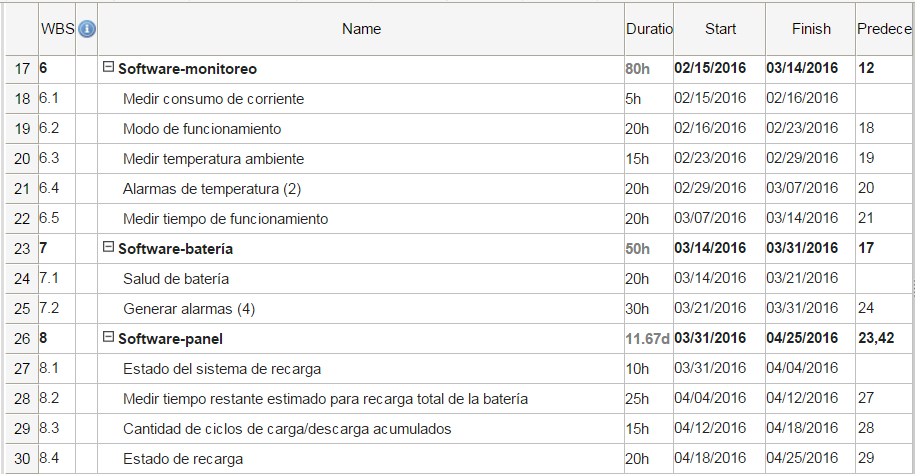 WBS Name Duratio Start Finish Predece
17 6 Software-monitoreo 80h 02/15/2016 03/14/2016 12
18 6.1 Medir consumo de corriente 5h 02/15/2016 02/16/2016
19 6.2 Modo de funcionamiento 20h 02/16/2016 02/23/2016 18
20 6.3 Medir temperatura ambiente 15h 02/23/2016 02/29/2016 19
21 6.4 Alarmas de temperatura (2) 20h 02/29/2016 03/07/2016 20
22 6.5 Medir tiempo de funcionamiento 20h 03/07/2016 03/14/2016 21
23 7 Software-batería 50h 03/14/2016 03/31/2016 17
24 7.1 Salud de batería 20h 03/14/2016 03/21/2016
25 7.2 Generar alarmas (4) 30h 03/21/2016 03/31/2016 24
26 8 Software-panel 11.67d 03/31/2016 04/25/2016 23,42
27 8.1 Estado del sistema de recarga 10h 03/31/2016 04/04/2016
28 8.2 Medir tiempo restante estimado para recarga total de la batería 25h 04/04/2016 04/12/2016 27
29 8.3 Cantidad de ciclos de carga/descarga acumulados 15h 04/12/2016 04/18/2016 28
30 8.4 Estado de recarga 20h 04/18/2016 04/25/2016 29